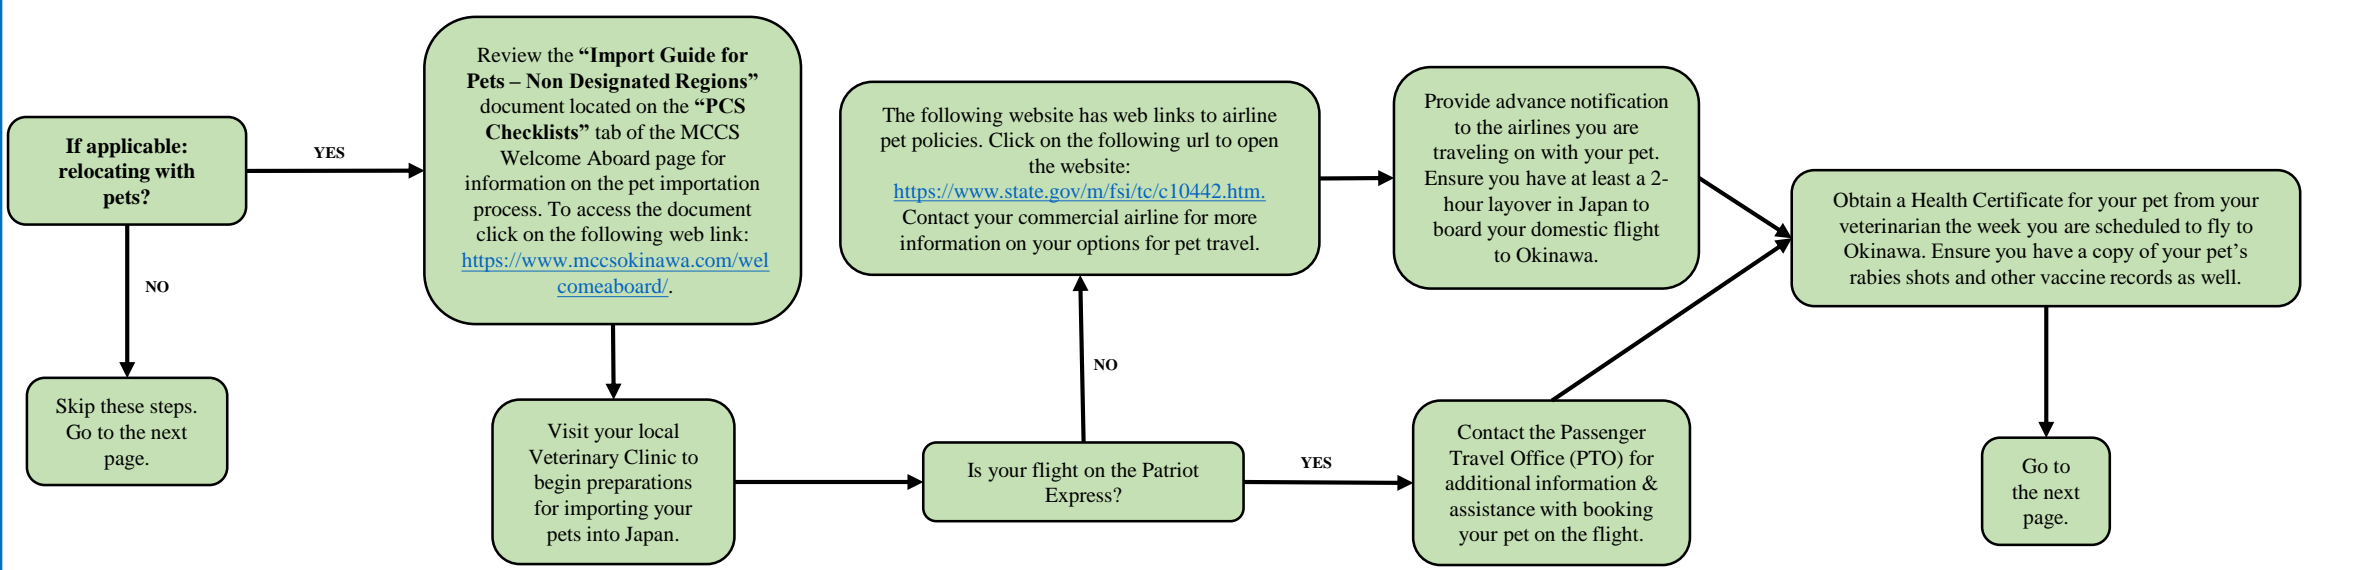 If applicable:
relocating with
pets?
YES
NO
Skip these steps.
Go to the next
page.
Review the “Import Guide for
Pets – Non Designated Regions”
document located on the “PCS
Checklists” tab of the MCCS
Welcome Aboard page for
information on the pet importation
process. To access the document
click on the following web link:
https://www.mccsokinawa.com/wel
comeaboard/.
Visit your local
Veterinary Clinic to
begin preparations
for importing your
pets into Japan.
Is your flight on the Patriot
Express?
NO
The following website has web links to airline
pet policies. Click on the following url to open
the website:
https://www.state.gov/m/fsi/tc/c10442.htm.
Contact your commercial airline for more
information on your options for pet travel.
Provide advance notification
to the airlines you are
traveling on with your pet.
Ensure you have at least a 2-
hour layover in Japan to
board your domestic flight
to Okinawa.
YES
Contact the Passenger
Travel Office (PTO) for
additional information &
assistance with booking
your pet on the flight.
Obtain a Health Certificate for your pet from your
veterinarian the week you are scheduled to fly to
Okinawa. Ensure you have a copy of your pet’s
rabies shots and other vaccine records as well.
Go to
the next
page.